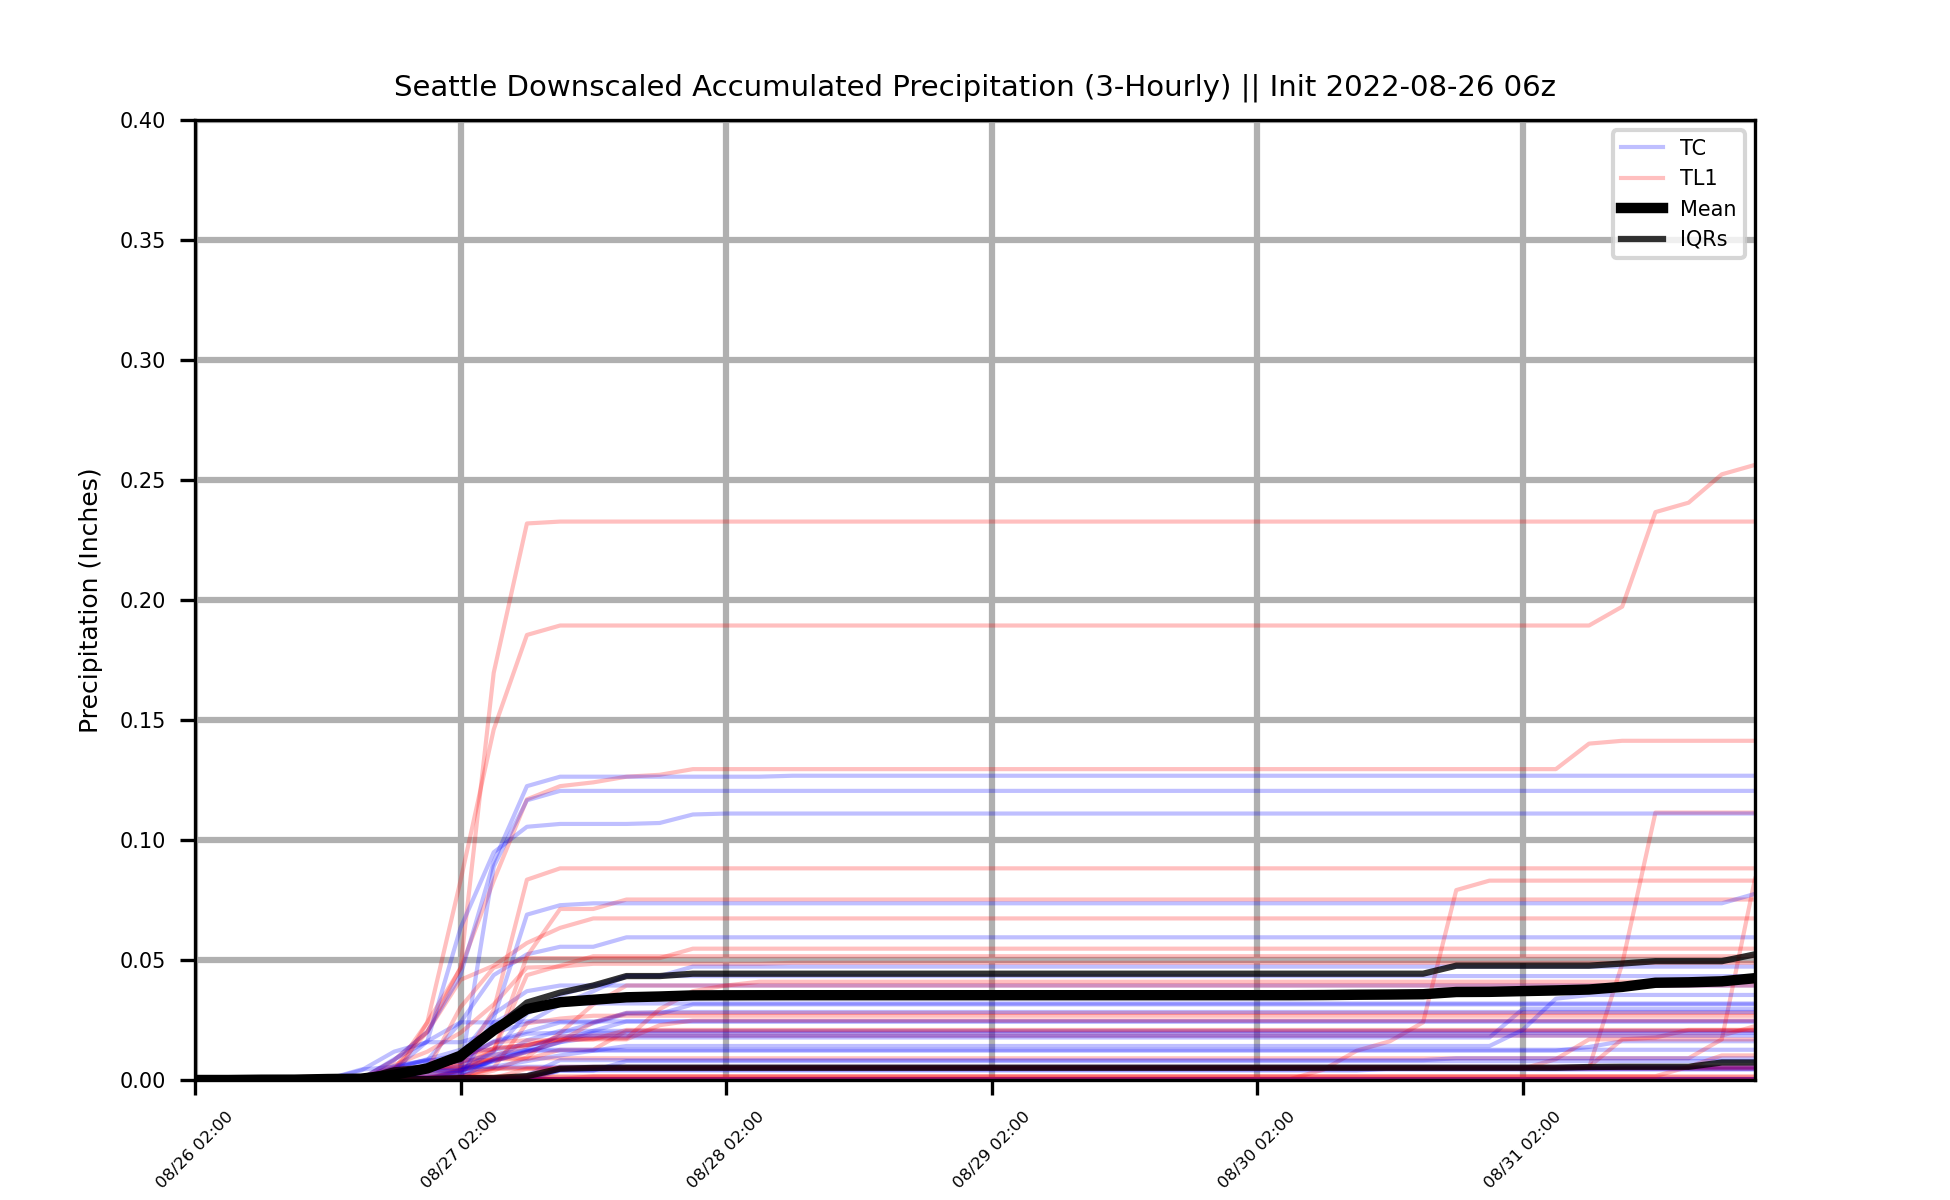 Seattle Downscaled Accumulated Precipitation (3-Hourly) || Init 2022-08-26 06z
0.40
0.35
0.30
0.25
0.20
0.15
0.10
0.05
0.00
Precipitation (Inches)
TC
TL1
Mean
IQRs
08/26 02:00
08/27 02:00
08/28 02:00
08/29 02:00
08/30 02:00
08/31 02:00